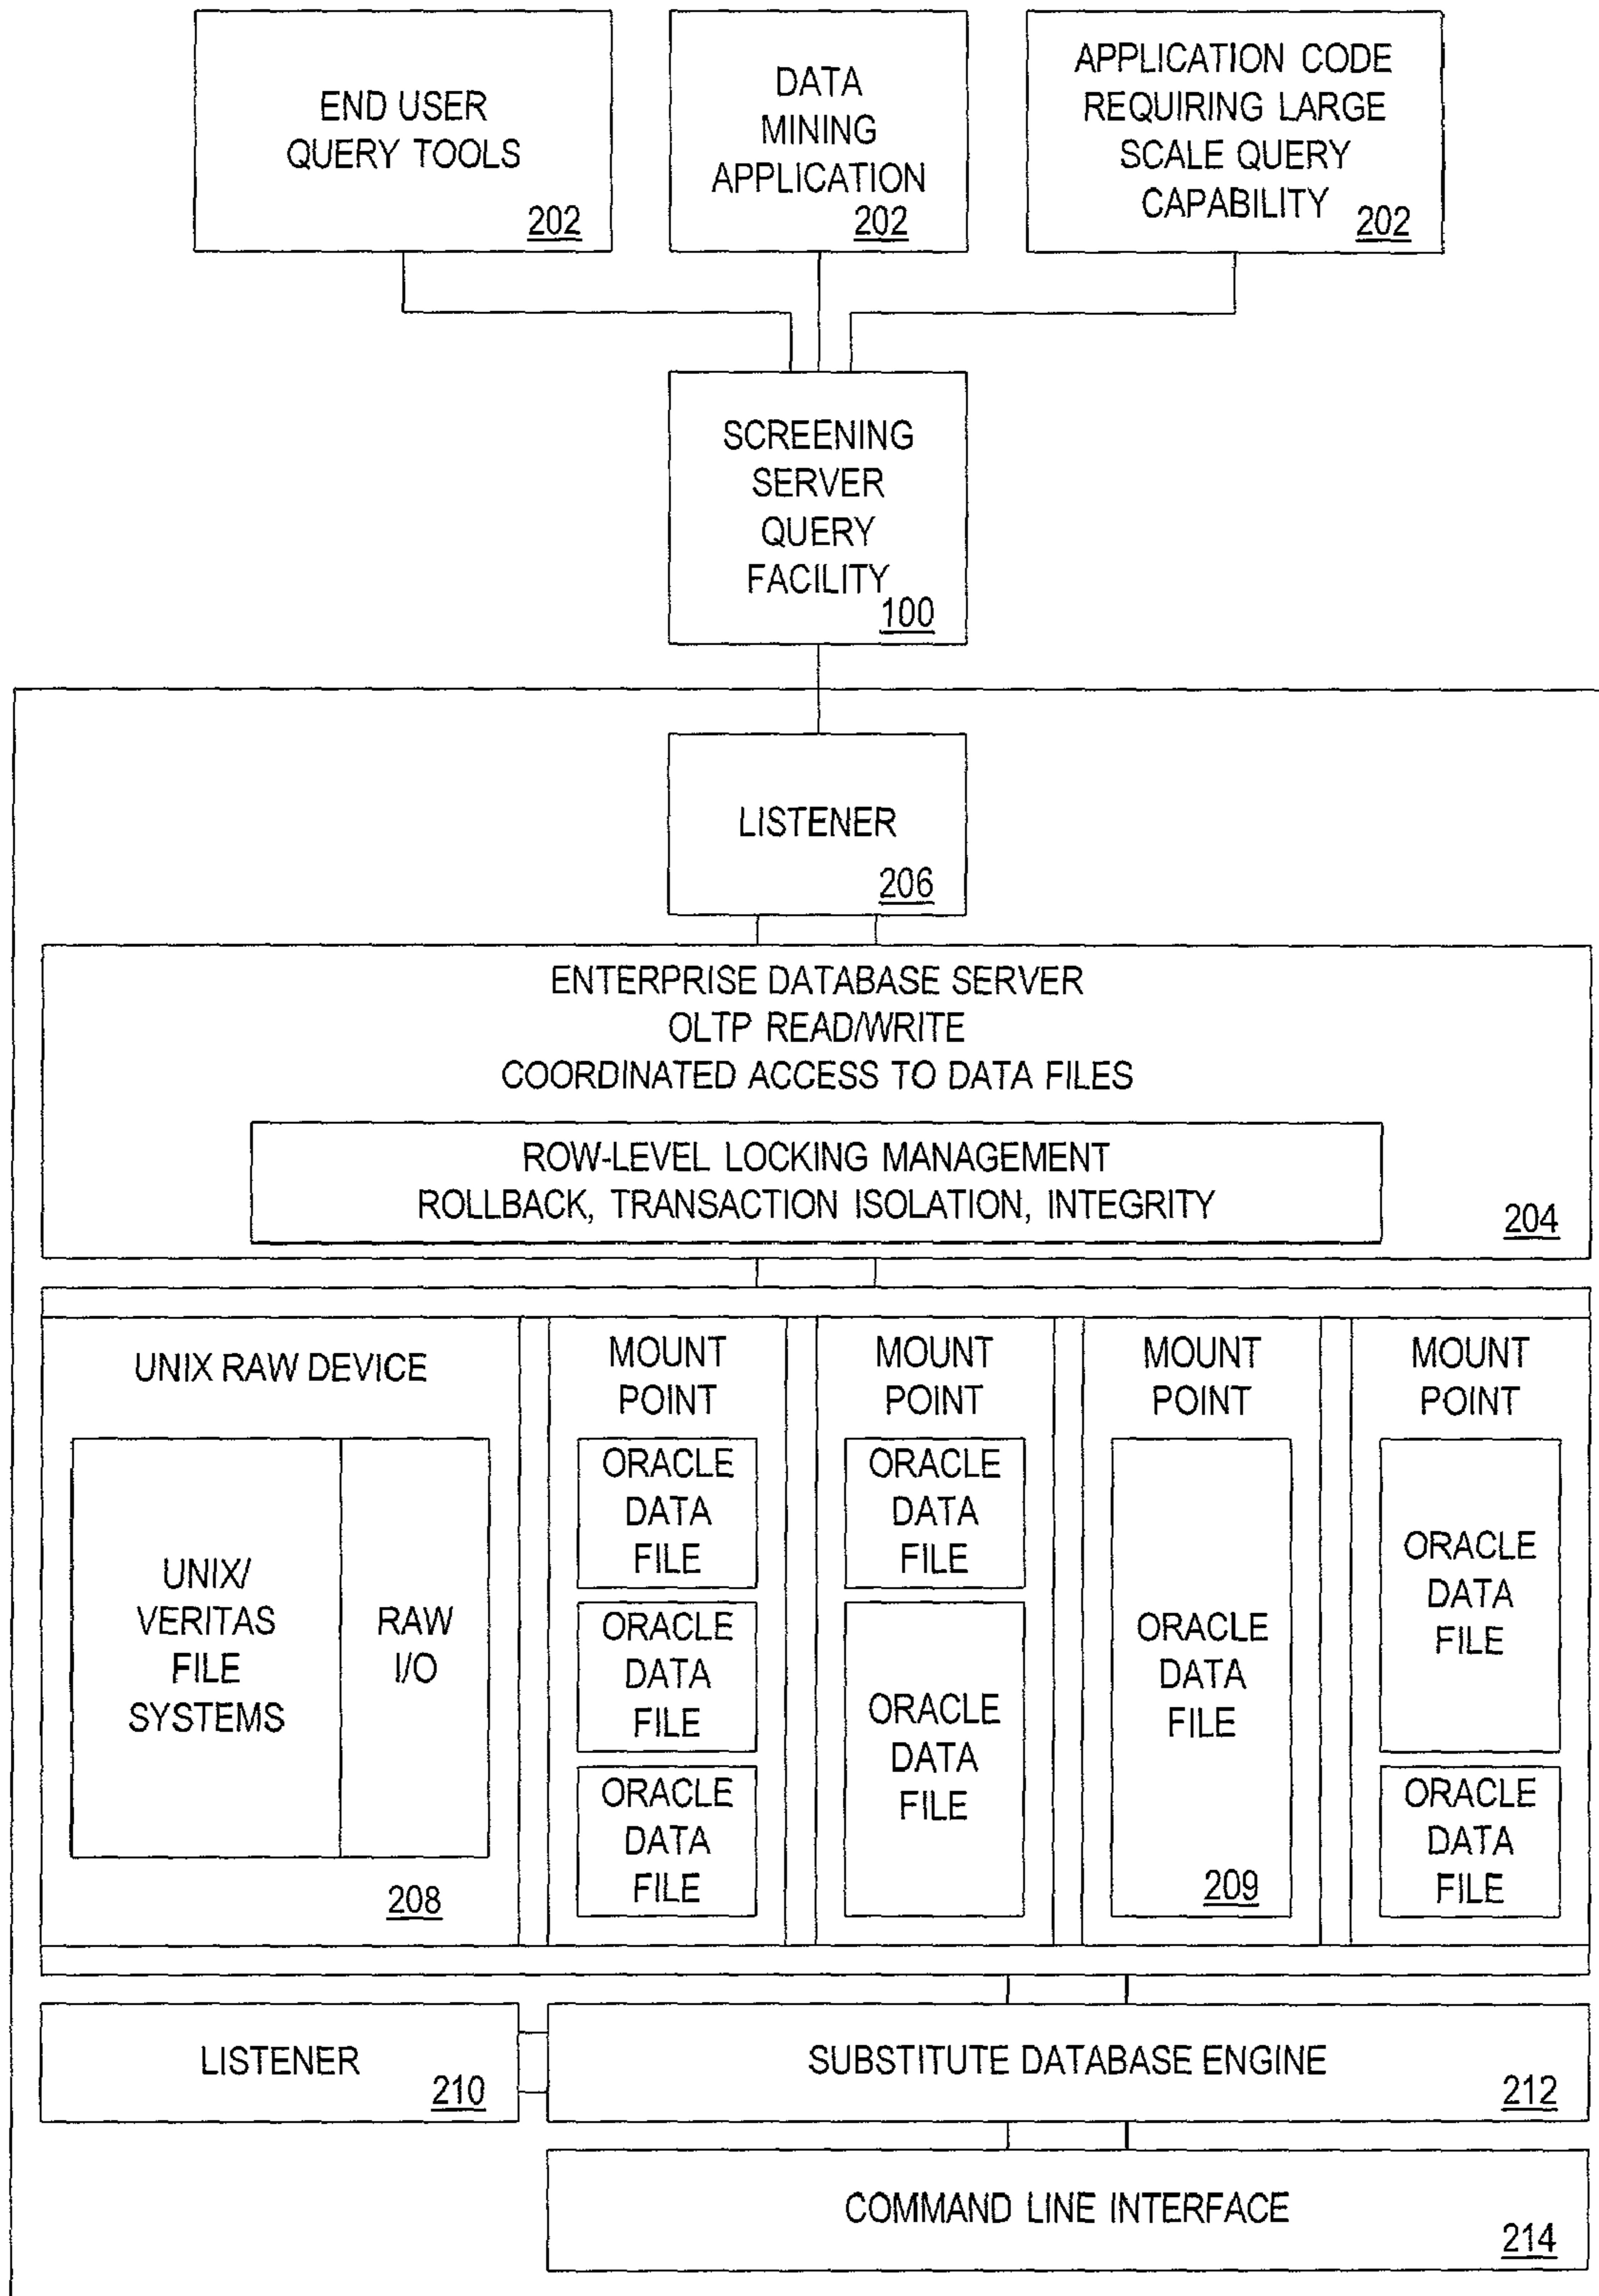 END USER
QUERY TOOLS
202
DATA
MINING
APPLICATION
202
APPLICATION CODE
REQUIRING LARGE
SCALE QUERY
CAPABILITY
202
SCREENING
SERVER
QUERY
FACILITY
100
LISTENER
206
ENTERPRISE DATABASE SERVER
OLTP READ/WRITE
COORDINATED ACCESS TO DATA FILES
ROW-LEVEL LOCKING MANAGEMENT
ROLLBACK, TRANSACTION ISOLATION, INTEGRITY
204
UNIX RAW DEVICE
UNIX/
VERITAS
FILE
SYSTEMS
RAW
I/O
208
MOUNT
POINT
ORACLE
DATA
FILE
ORACLE
DATA
FILE
ORACLE
DATA
FILE
MOUNT
POINT
ORACLE
DATA
FILE
ORACLE
DATA
FILE
MOUNT
POINT
ORACLE
DATA
FILE
209
MOUNT
POINT
ORACLE
DATA
FILE
ORACLE
DATA
FILE
LISTENER
210
SUBSTITUTE DATABASE ENGINE
212
COMMAND LINE INTERFACE
214